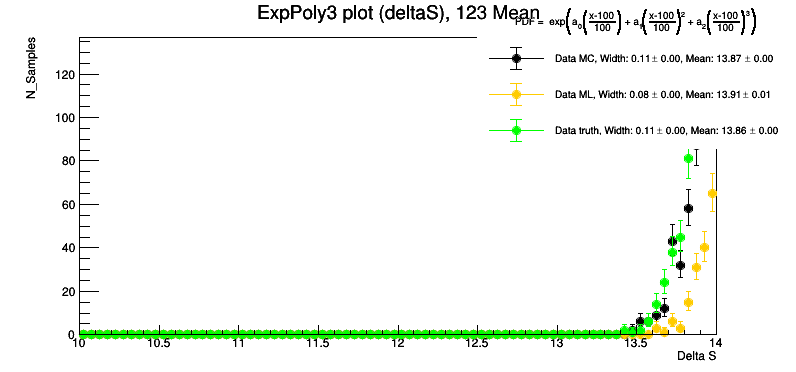 ExpPoly3 plot (deltaS), 123 Mean
PDF = exp(a₀(x-100/100) + a₁(x-100/100)² + a₂(x-100/100)³)
Data MC, Width: 0.11 ± 0.00, Mean: 13.87 ± 0.00
Data ML, Width: 0.08 ± 0.00, Mean: 13.91 ± 0.01
Data truth, Width: 0.11 ± 0.00, Mean: 13.86 ± 0.00
N_Samples
120
100
80
60
40
20
0
10 10.5 11 11.5 12 12.5 13 13.5 14
Delta S